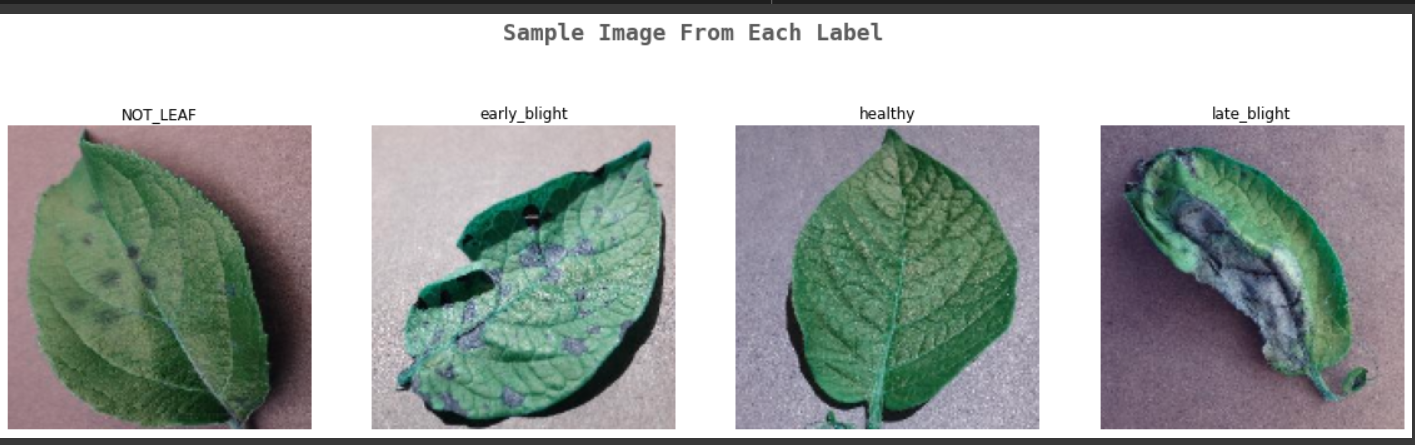 Sample Image From Each Label
NOT_LEAF
early_blight
healthy
late_blight